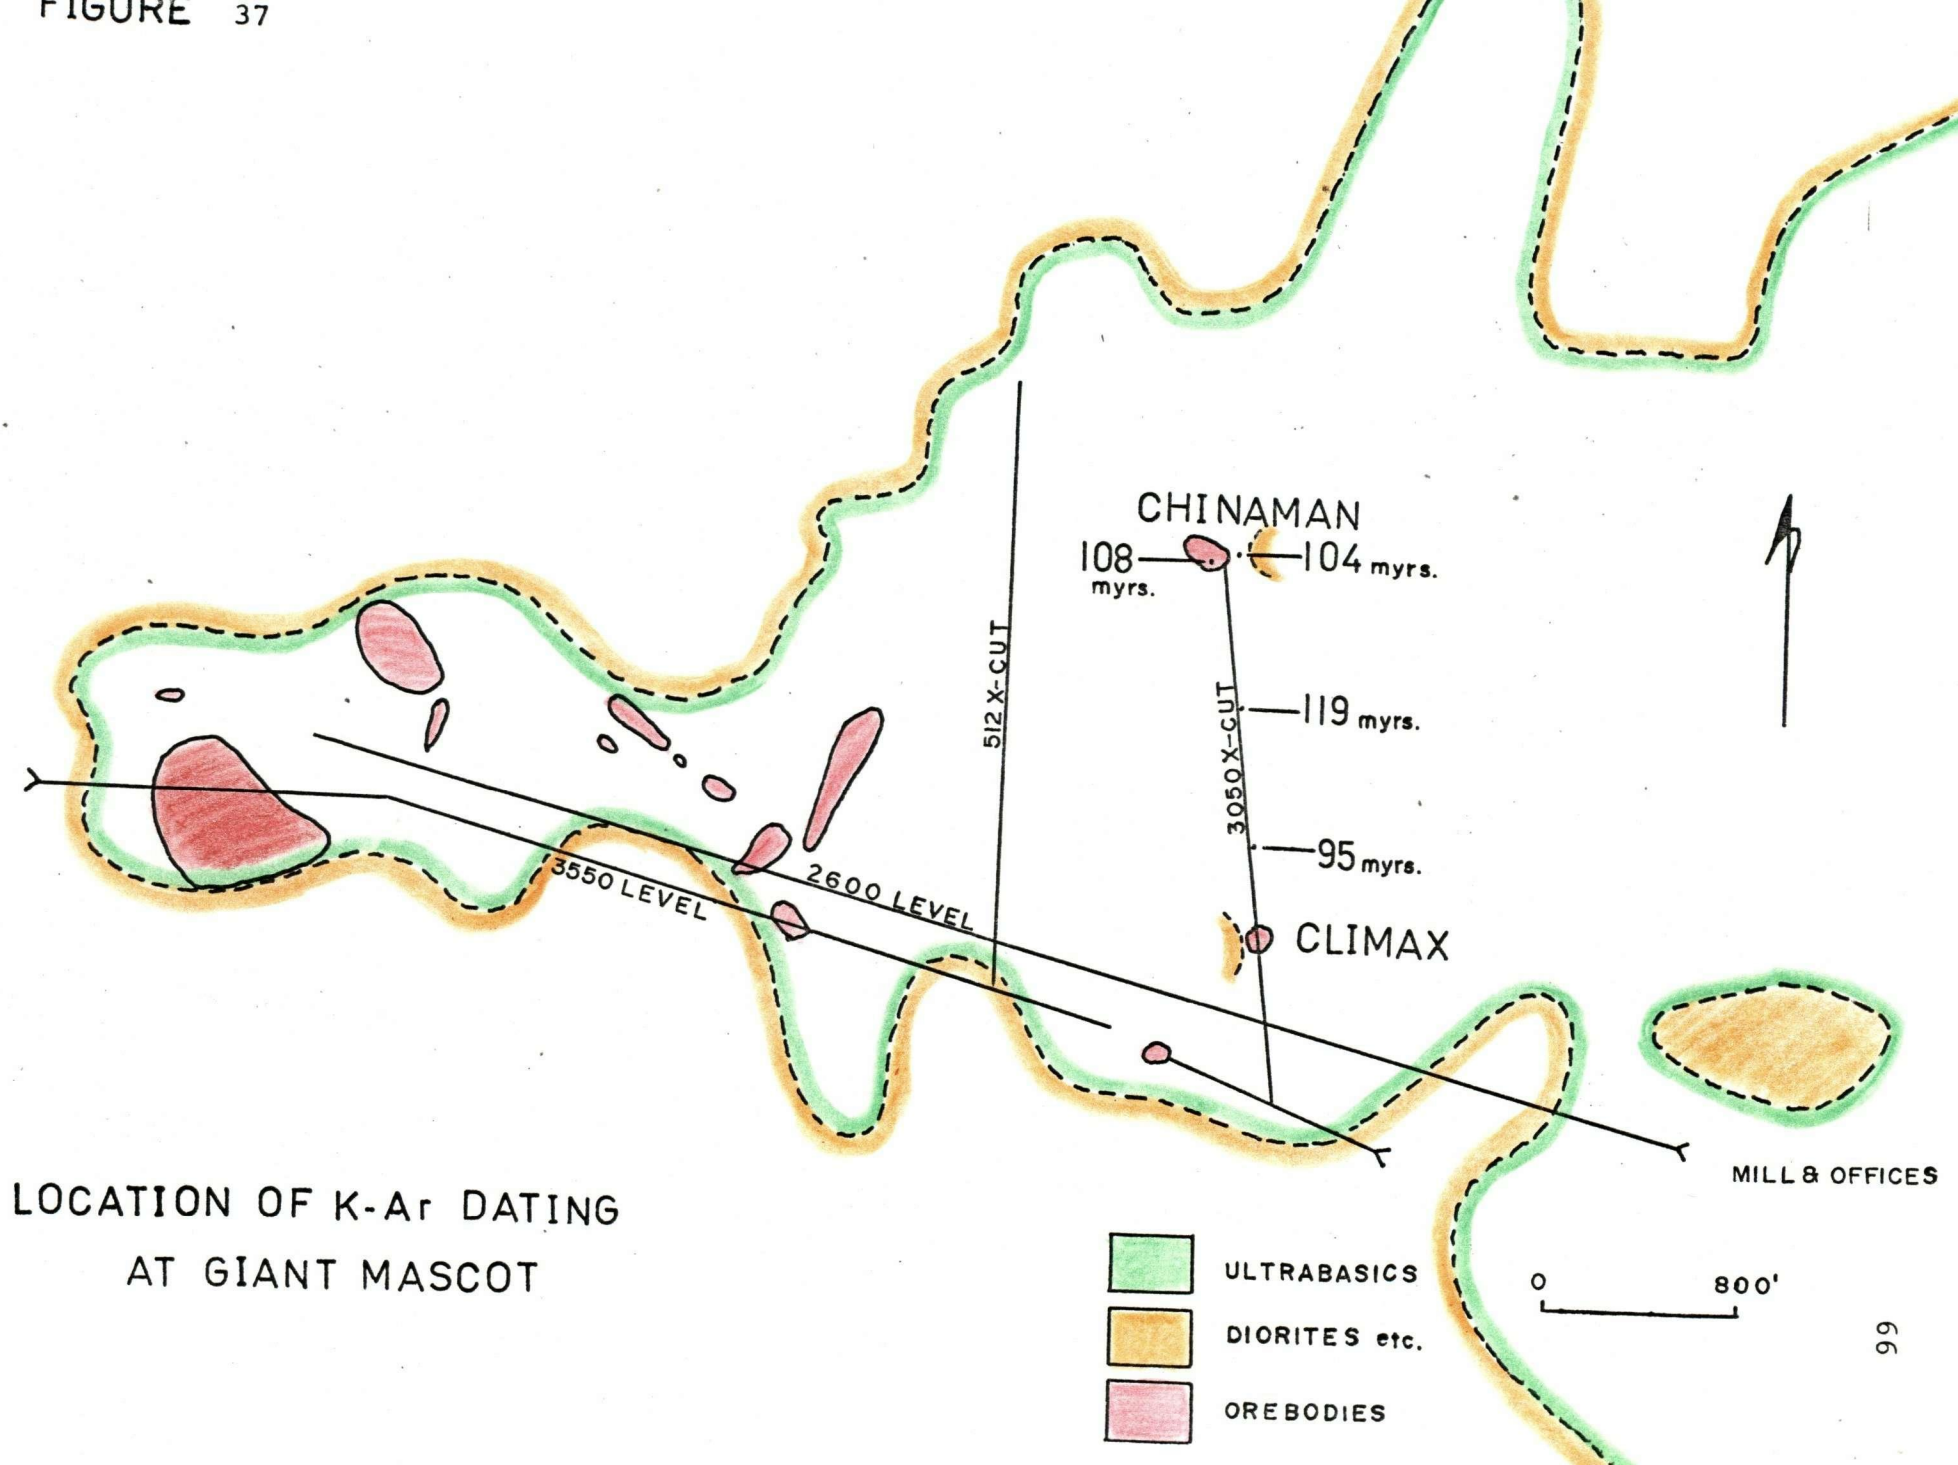 FIGURE 37
CHINAMAN
108
myrs.
104 myrs.
512 X-CUT
3050 X-CUT
119 myrs.
95 myrs.
3550 LEVEL
2600 LEVEL
CLIMAX
MILL & OFFICES
LOCATION OF K-Ar DATING
AT GIANT MASCOT
ULTRABASICS
DIORITES etc.
OREBODIES
0 800'
99